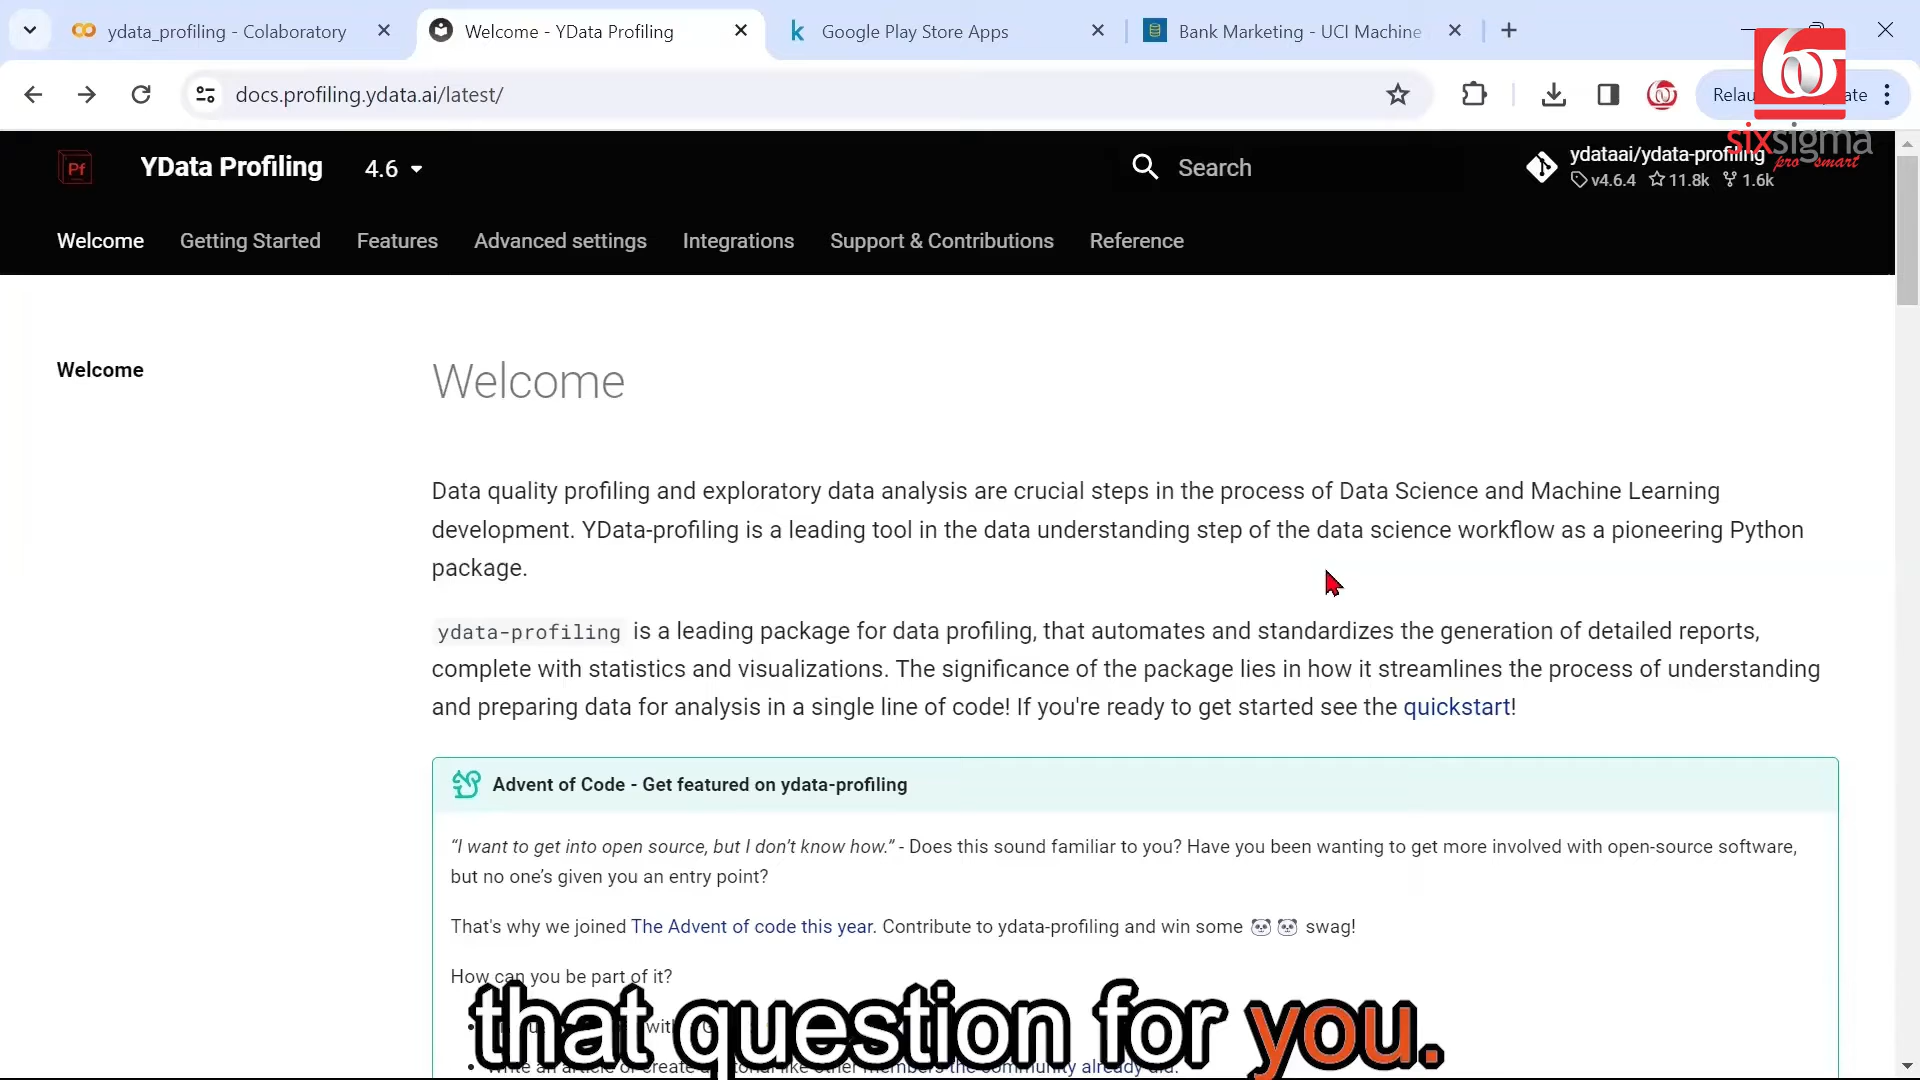 ydata_profiling - Colaboratory
Welcome - YData Profiling
Google Play Store Apps
Bank Marketing - UCI Machine
docs.profiling.ydata.ai/latest/
sixsigma
pro smart
YData Profiling 4.6
Search
ydataai/ydata-profiling
v4.6.4 11.8k 1.6k
Welcome Getting Started Features Advanced settings Integrations Support & Contributions Reference
Welcome
Welcome
Data quality profiling and exploratory data analysis are crucial steps in the process of Data Science and Machine Learning
development. YData-profiling is a leading tool in the data understanding step of the data science workflow as a pioneering Python
package.
ydata-profiling is a leading package for data profiling, that automates and standardizes the generation of detailed reports,
complete with statistics and visualizations. The significance of the package lies in how it streamlines the process of understanding
and preparing data for analysis in a single line of code! If you're ready to get started see the quickstart!
Advent of Code - Get featured on ydata-profiling
“I want to get into open source, but I don’t know how.” - Does this sound familiar to you? Have you been wanting to get more involved with open-source software,
but no one’s given you an entry point?
That's why we joined The Advent of code this year. Contribute to ydata-profiling and win some 🐼 🐼 swag!
How can you be part of it?
that question for you.